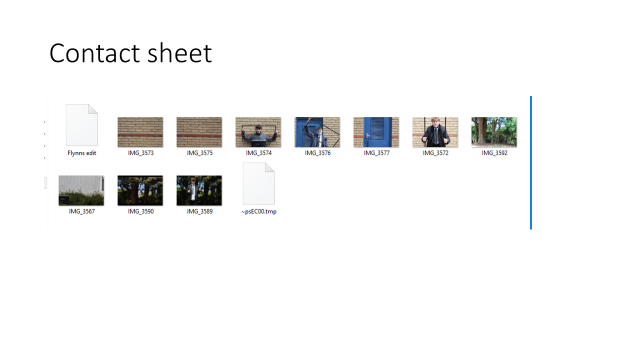 Contact sheet
Flynns edit IMG_3573 IMG_3575 IMG_3574 IMG_3576 IMG_3577 IMG_3572 IMG_3592
IMG_3567 IMG_3590 IMG_3589 ~psEC00.tmp